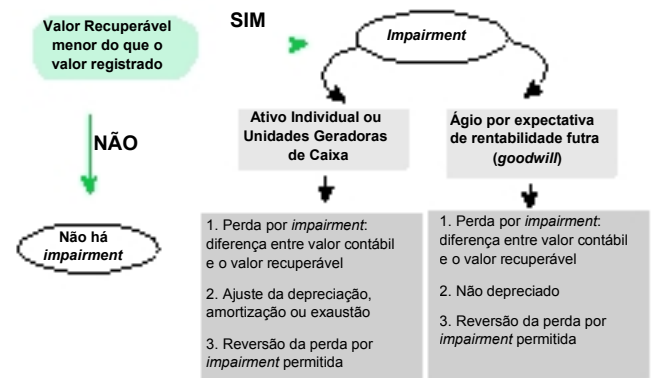 Valor Recuperável
menor do que o
valor registrado
SIM
Impairment
NÃO
Não há
impairment
Ativo Individual ou
Unidades Geradoras
de Caixa
Ágio por expectativa
de rentabilidade futra
(goodwill)
1. Perda por impairment:
diferença entre valor contábil
e o valor recuperável
2. Ajuste da depreciação,
amortização ou exaustão
3. Reversão da perda por
impairment permitida
1. Perda por impairment:
diferença entre valor contábil
e o valor recuperável
2. Não depreciado
3. Reversão da perda por
impairment permitida